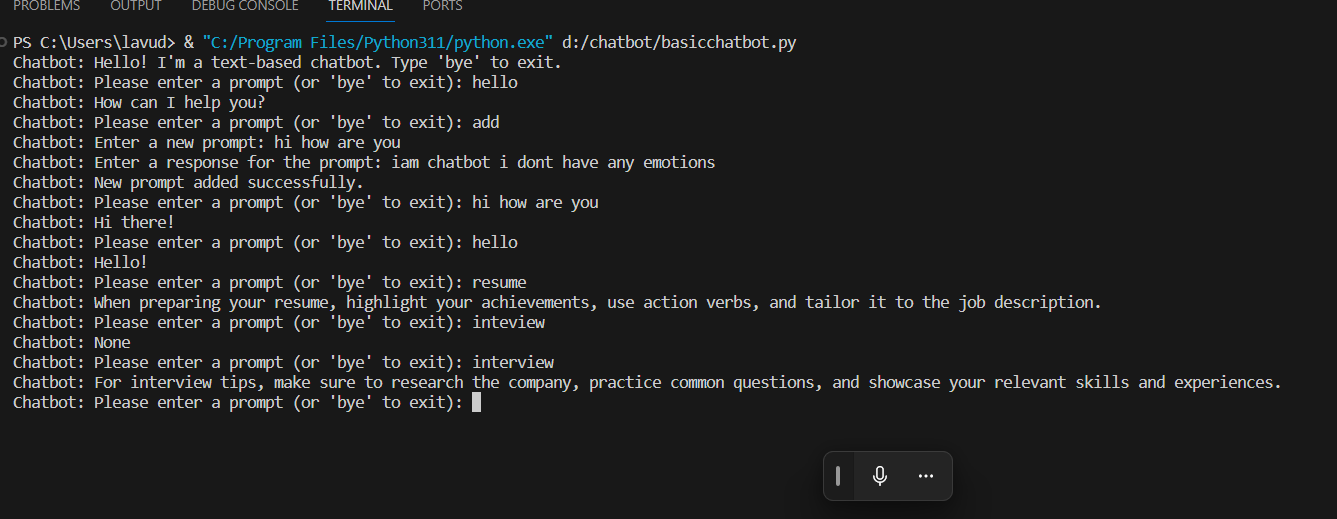 PROBLEMS OUTPUT DEBUG CONSOLE TERMINAL PORTS
PS C:\Users\lavud> & "C:/Program Files/Python311/python.exe" d:/chatbot/basicchatbot.py
Chatbot: Hello! I'm a text-based chatbot. Type 'bye' to exit.
Chatbot: Please enter a prompt (or 'bye' to exit): hello
Chatbot: How can I help you?
Chatbot: Please enter a prompt (or 'bye' to exit): add
Chatbot: Enter a new prompt: hi how are you
Chatbot: Enter a response for the prompt: iam chatbot i dont have any emotions
Chatbot: New prompt added successfully.
Chatbot: Please enter a prompt (or 'bye' to exit): hi how are you
Chatbot: Hi there!
Chatbot: Please enter a prompt (or 'bye' to exit): hello
Chatbot: Hello!
Chatbot: Please enter a prompt (or 'bye' to exit): resume
Chatbot: When preparing your resume, highlight your achievements, use action verbs, and tailor it to the job description.
Chatbot: Please enter a prompt (or 'bye' to exit): inteview
Chatbot: None
Chatbot: Please enter a prompt (or 'bye' to exit): interview
Chatbot: For interview tips, make sure to research the company, practice common questions, and showcase your relevant skills and experiences.
Chatbot: Please enter a prompt (or 'bye' to exit):